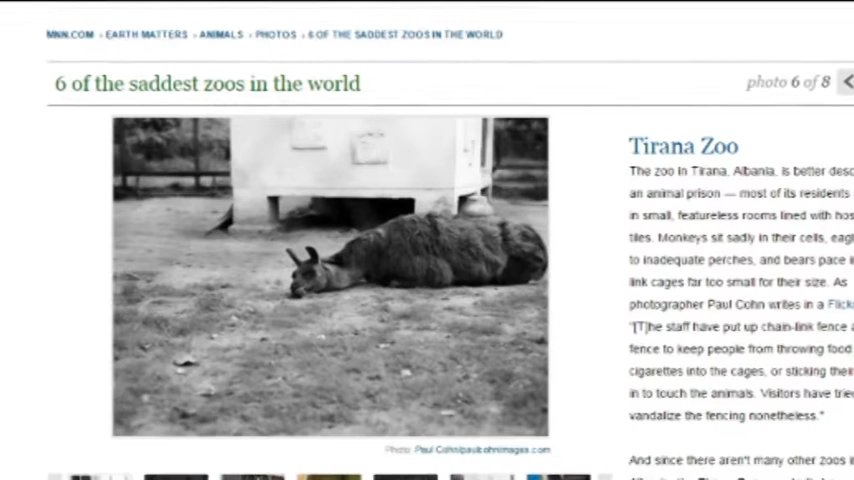 MNN.COM › EARTH MATTERS › ANIMALS › PHOTOS › 6 OF THE SADDEST ZOOS IN THE WORLD
6 of the saddest zoos in the world
photo 6 of 8
Tirana Zoo
The zoo in Tirana, Albania, is better
an animal prison — most of its residents
in small, featureless rooms lined with
tiles. Monkeys sit sadly in their cells,
to inadequate perches, and bears pace
link cages far too small for their size. As
photographer Paul Cohn writes in a
"[T]he staff have put up chain-link fence
fence to keep people from throwing food
cigarettes into the cages, or sticking
in to touch the animals. Visitors have
vandalize the fencing nonetheless."
Photo: Paul Cohn/paulcohnimages.com
And since there aren't many other zoos